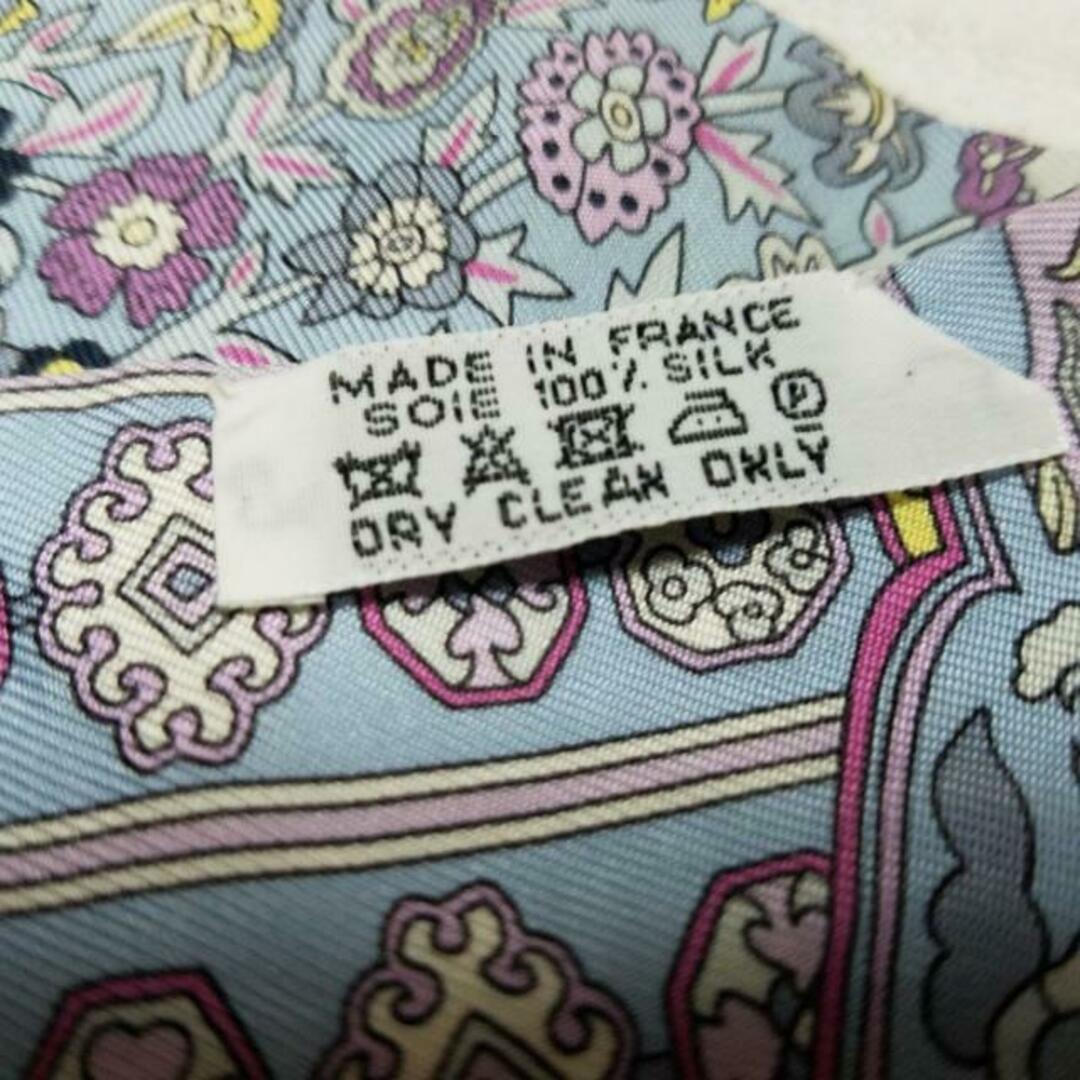 MADE IN FRANCE
SOIE 100% SILK
P
DRY CLEAN ONLY